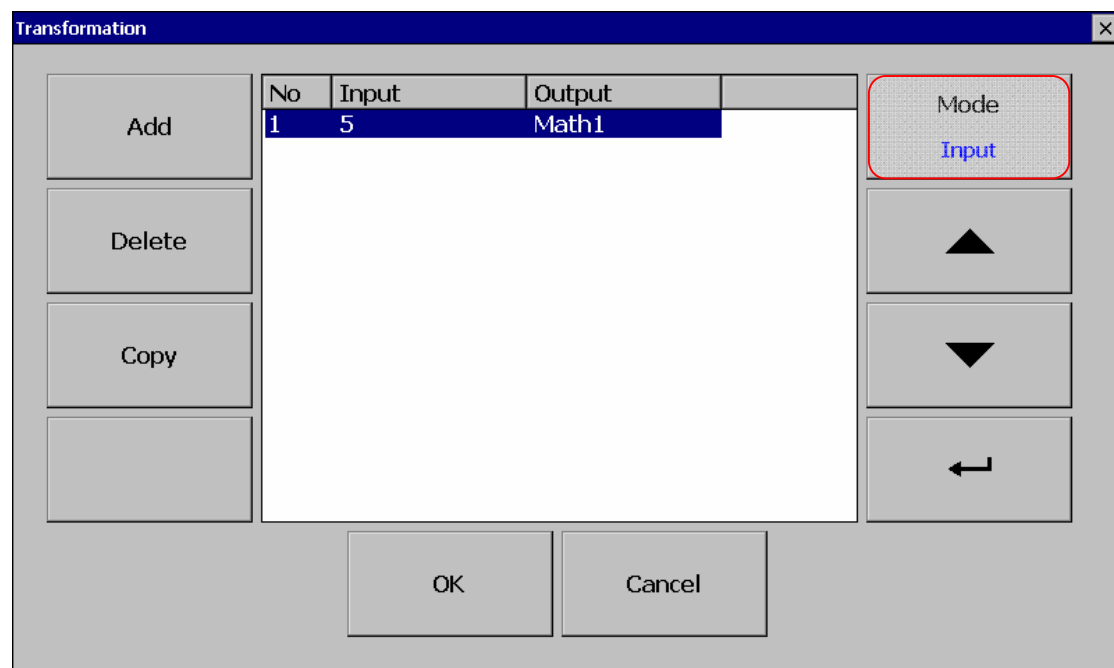 Transformation
Add
Delete
Copy
No Input Output
1 5 Math1
Mode
Input
OK Cancel